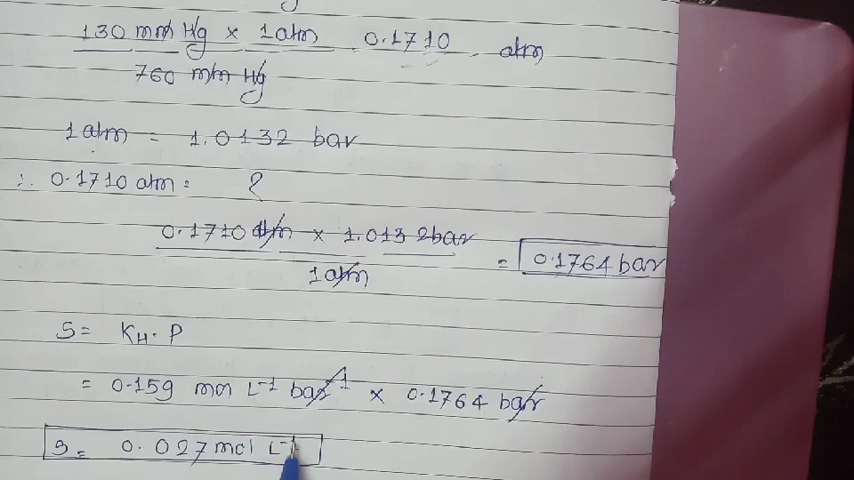 130 mm Hg × 1atm 0.1710 atm
760 mm Hg
1 atm = 1.0132 bar
∴ 0.1710 atm = ?
0.1710 atm × 1.0132 bar
1 atm
= 0.1764 bar
S = KH · P
= 0.159 mol L⁻¹ bar⁻¹ × 0.1764 bar
S = 0.027 mol L⁻¹